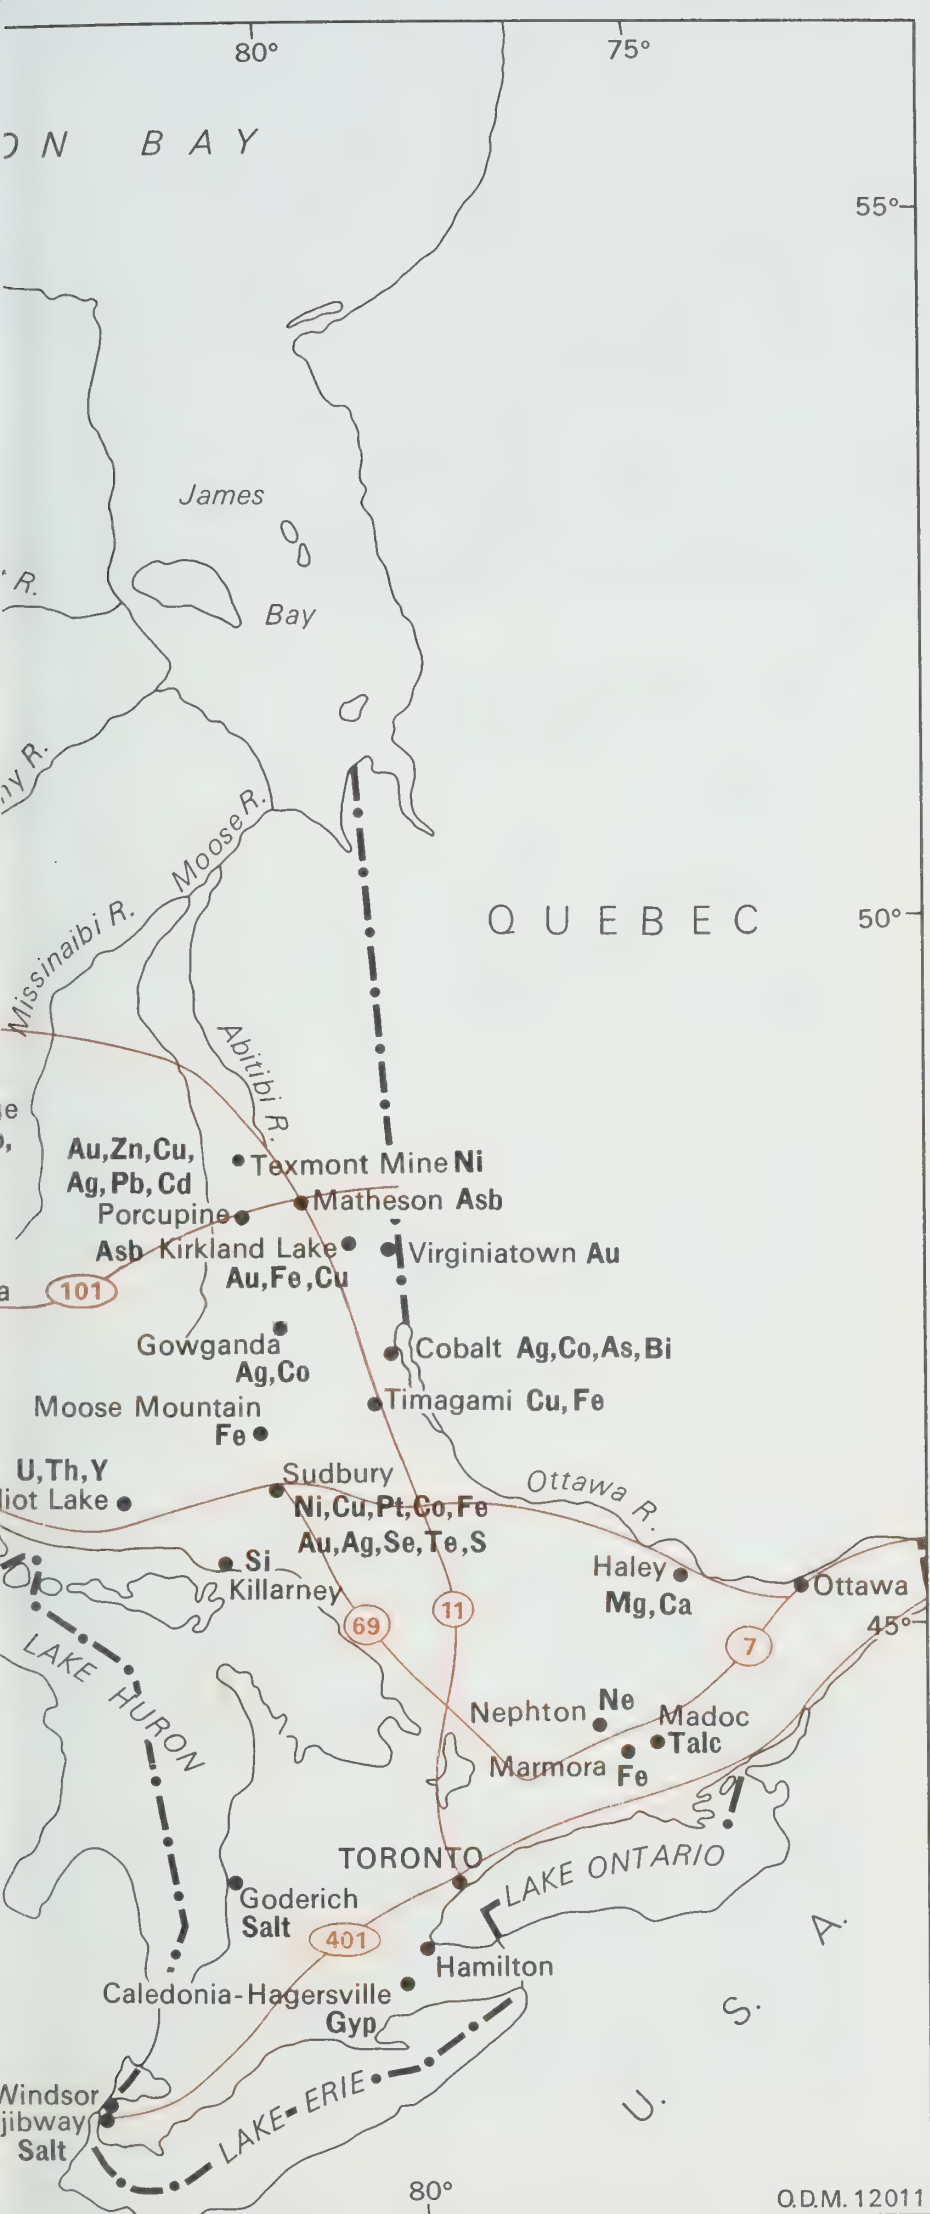 80°
75°
ON BAY
55°
James
R.
Bay
ny R.
Moose R.
QUEBEC
50°
Missinaibi R.
Abitibi R.
Au,Zn,Cu,
Ag,Pb,Cd
Texmont Mine Ni
Matheson Asb
Porcupine
Asb Kirkland Lake
Au,Fe,Cu
Virginiatown Au
101
Gowganda
Ag,Co
Cobalt Ag,Co,As,Bi
Moose Mountain
Fe
Timagami Cu,Fe
U,Th,Y
liot Lake
Sudbury
Ni,Cu,Pt,Co,Fe
Au,Ag,Se,Te,S
Ottawa R.
Si
Killarney
Haley
Mg,Ca
Ottawa
45°
69
11
7
LAKE HURON
Nephton Ne
Madoc
Talc
Marmora Fe
TORONTO
LAKE ONTARIO
Goderich
Salt
401
Hamilton
Caledonia-Hagersville
Gyp
U. S. A.
LAKE ERIE
Windsor
jibway
Salt
80°
O.D.M. 12011